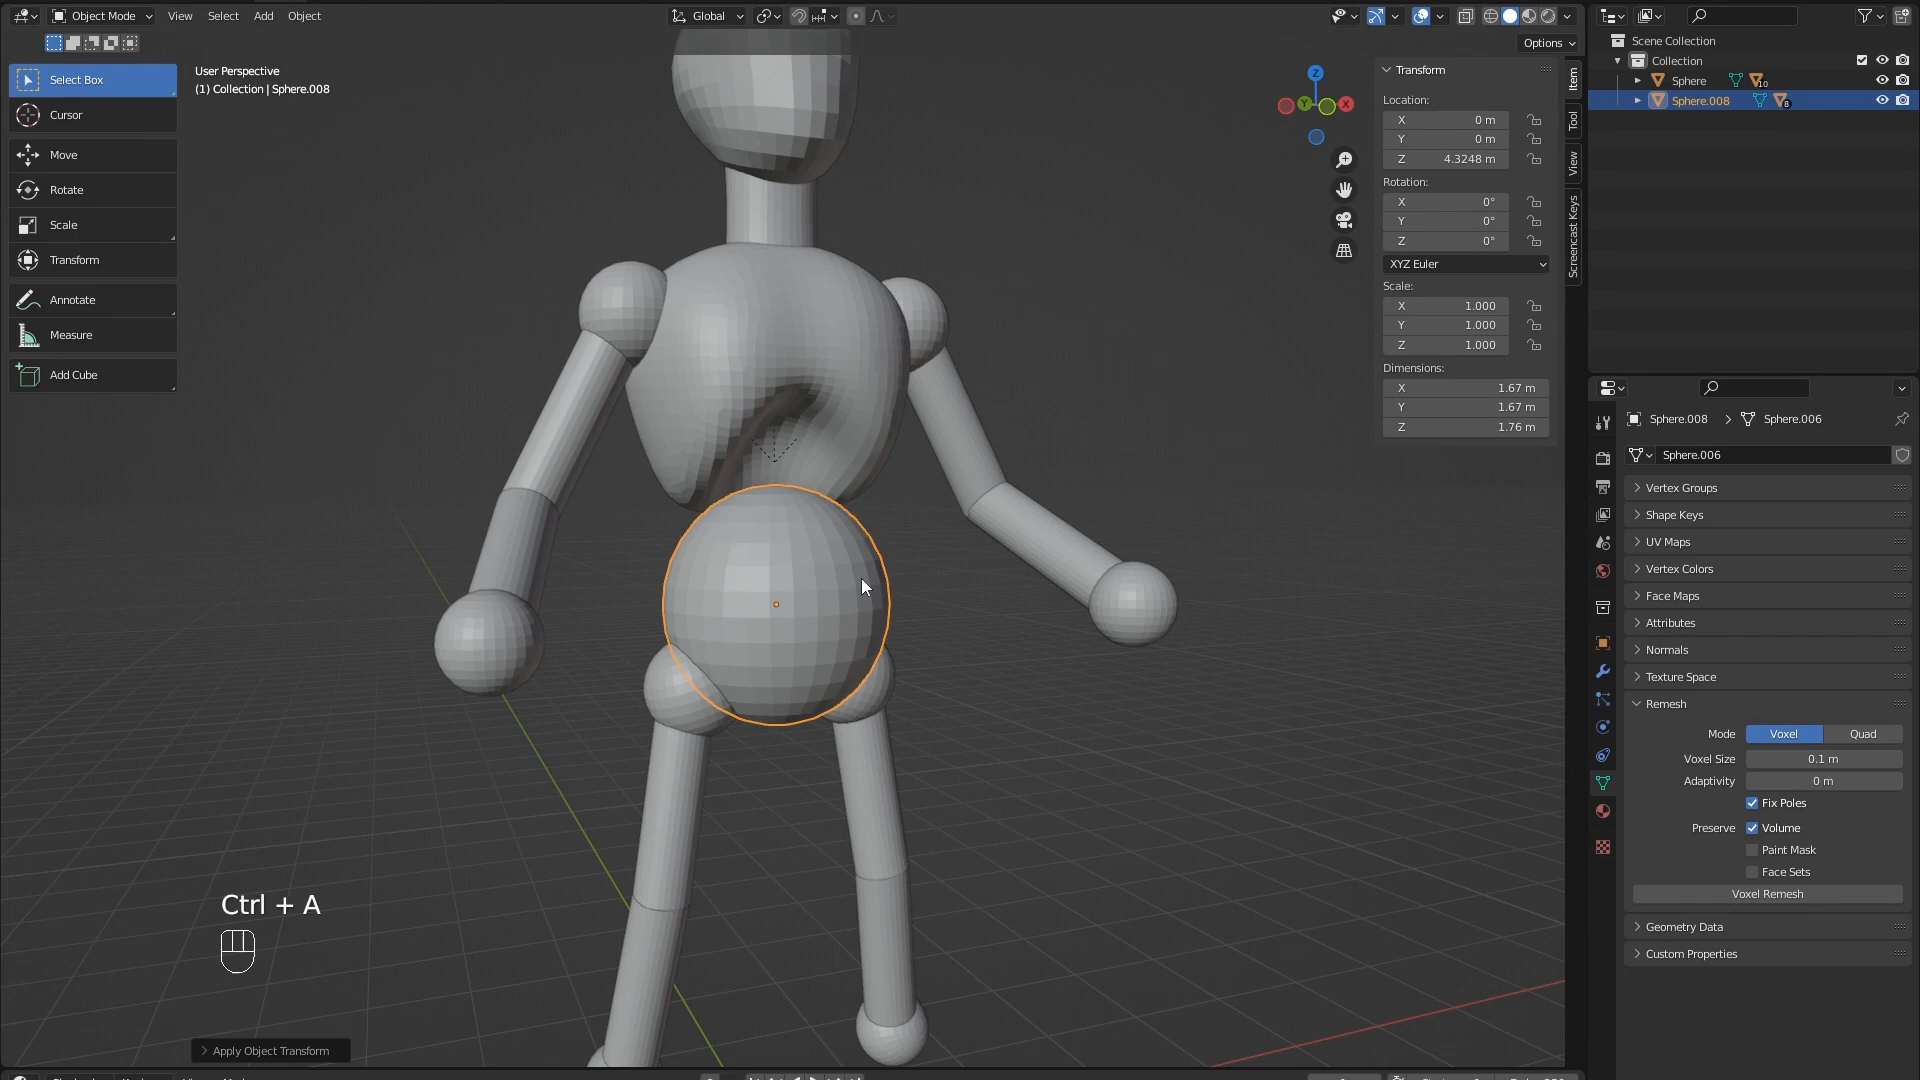 Object Mode View Select Add Object Global
Options
User Perspective
(1) Collection | Sphere.008
Select Box
Cursor
Move
Rotate
Scale
Transform
Annotate
Measure
Add Cube
Z
Y
X
Transform
Location:
X 0 m
Y 0 m
Z 4.3248 m
Rotation:
X 0°
Y 0°
Z 0°
XYZ Euler
Scale:
X 1.000
Y 1.000
Z 1.000
Dimensions:
X 1.67 m
Y 1.67 m
Z 1.76 m
Item
Tool
View
Screencast Keys
Scene Collection
Collection
Sphere 10
Sphere.008 8
Sphere.008 > Sphere.006
Sphere.006
Vertex Groups
Shape Keys
UV Maps
Vertex Colors
Face Maps
Attributes
Normals
Texture Space
Remesh
Mode Voxel Quad
Voxel Size 0.1 m
Adaptivity 0 m
Fix Poles
Preserve Volume
Paint Mask
Face Sets
Voxel Remesh
Geometry Data
Custom Properties
Ctrl + A
Apply Object Transform